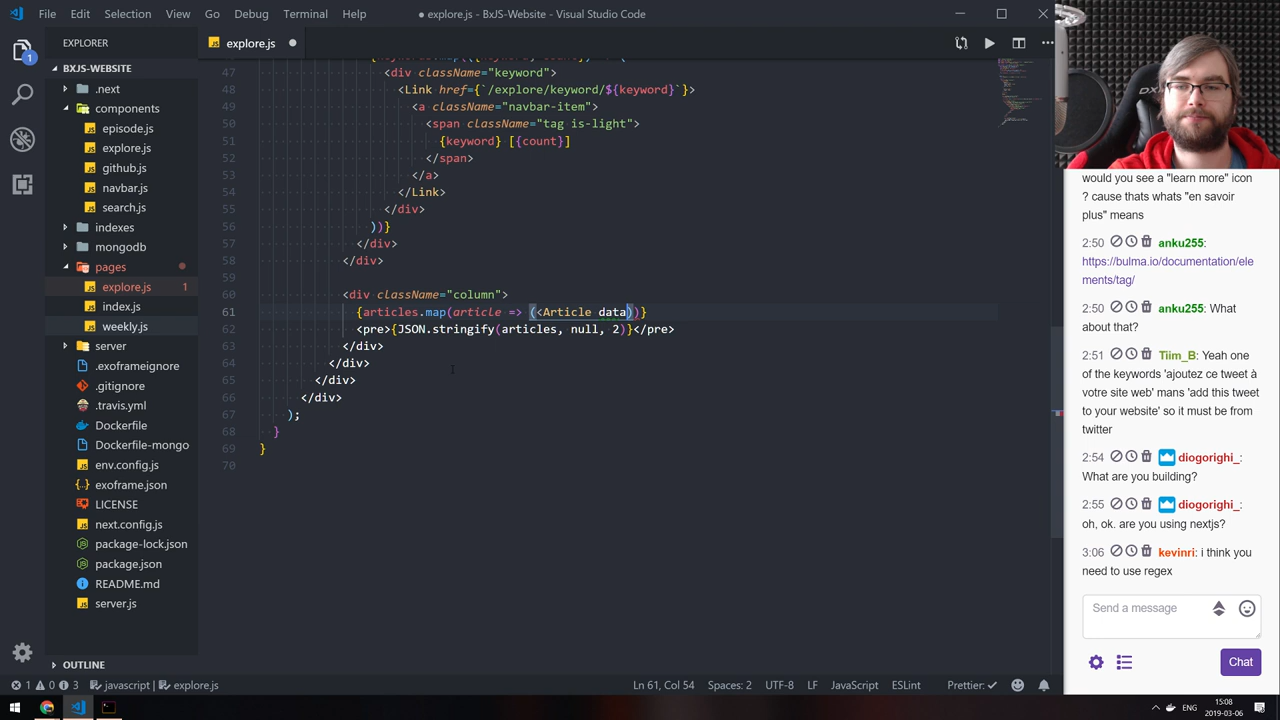 File Edit Selection View Go Debug Terminal Help
● explore.js - BxJS-Website - Visual Studio Code
EXPLORER
explore.js
BXJS-WEBSITE
.next
components
episode.js
explore.js
github.js
navbar.js
search.js
indexes
mongodb
pages
explore.js 1
index.js
weekly.js
server
.exoframeignore
.gitignore
.travis.yml
Dockerfile
Dockerfile-mongo
env.config.js
exoframe.json
LICENSE
next.config.js
package-lock.json
package.json
README.md
server.js
OUTLINE
47 <div className="keyword">
48 <Link href={`/explore/keyword/${keyword}`}>
49 <a className="navbar-item">
50 <span className="tag is-light">
51 {keyword} [{count}]
52 </span>
53 </a>
54 </Link>
55 </div>
56 ))}
57 </div>
58 </div>
59
60 <div className="column">
61 {articles.map(article => (<Article data))}
62 <pre>{JSON.stringify(articles, null, 2)}</pre>
63 </div>
64 </div>
65 </div>
66 </div>
67 );
68 }
69 }
70
would you see a "learn more" icon
? cause thats whats "en savoir
plus" means
2:50 anku255:
https://bulma.io/documentation/ele
ments/tag/
2:50 anku255: What
about that?
2:51 Tiim_B: Yeah one
of the keywords 'ajoutez ce tweet à
votre site web' mans 'add this tweet
to your website' so it must be from
twitter
2:54 diogorighi_:
What are you building?
2:55 diogorighi_:
oh, ok. are you using nextjs?
3:06 kevinri: i think you
need to use regex
Send a message
Chat
1 0 3 javascript | explore.js
Ln 61, Col 54 Spaces: 2 UTF-8 LF JavaScript ESLint Prettier: ✓
ENG
15:08
2019-03-06